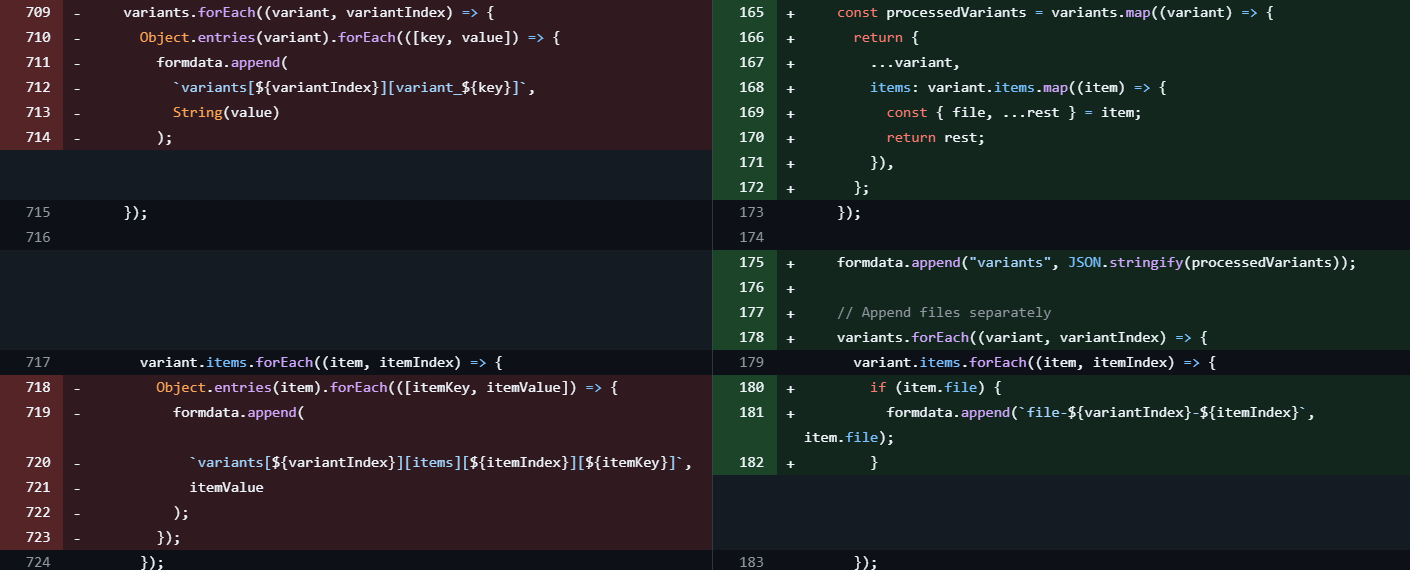 709 - variants.forEach((variant, variantIndex) => {
710 - Object.entries(variant).forEach(([key, value]) => {
711 - formdata.append(
712 - `variants[${variantIndex}][variant_${key}]`,
713 - String(value)
714 - );
715 });
716
717 variant.items.forEach((item, itemIndex) => {
718 - Object.entries(item).forEach(([itemKey, itemValue]) => {
719 - formdata.append(
720 - `variants[${variantIndex}][items][${itemIndex}][${itemKey}]`,
721 - itemValue
722 - );
723 - });
724 });
165 + const processedVariants = variants.map((variant) => {
166 + return {
167 + ...variant,
168 + items: variant.items.map((item) => {
169 + const { file, ...rest } = item;
170 + return rest;
171 + }),
172 + };
173 });
174
175 + formdata.append("variants", JSON.stringify(processedVariants));
176 +
177 + // Append files separately
178 + variants.forEach((variant, variantIndex) => {
179 variant.items.forEach((item, itemIndex) => {
180 + if (item.file) {
181 + formdata.append(`file-${variantIndex}-${itemIndex}`,
item.file);
182 + }
183 });